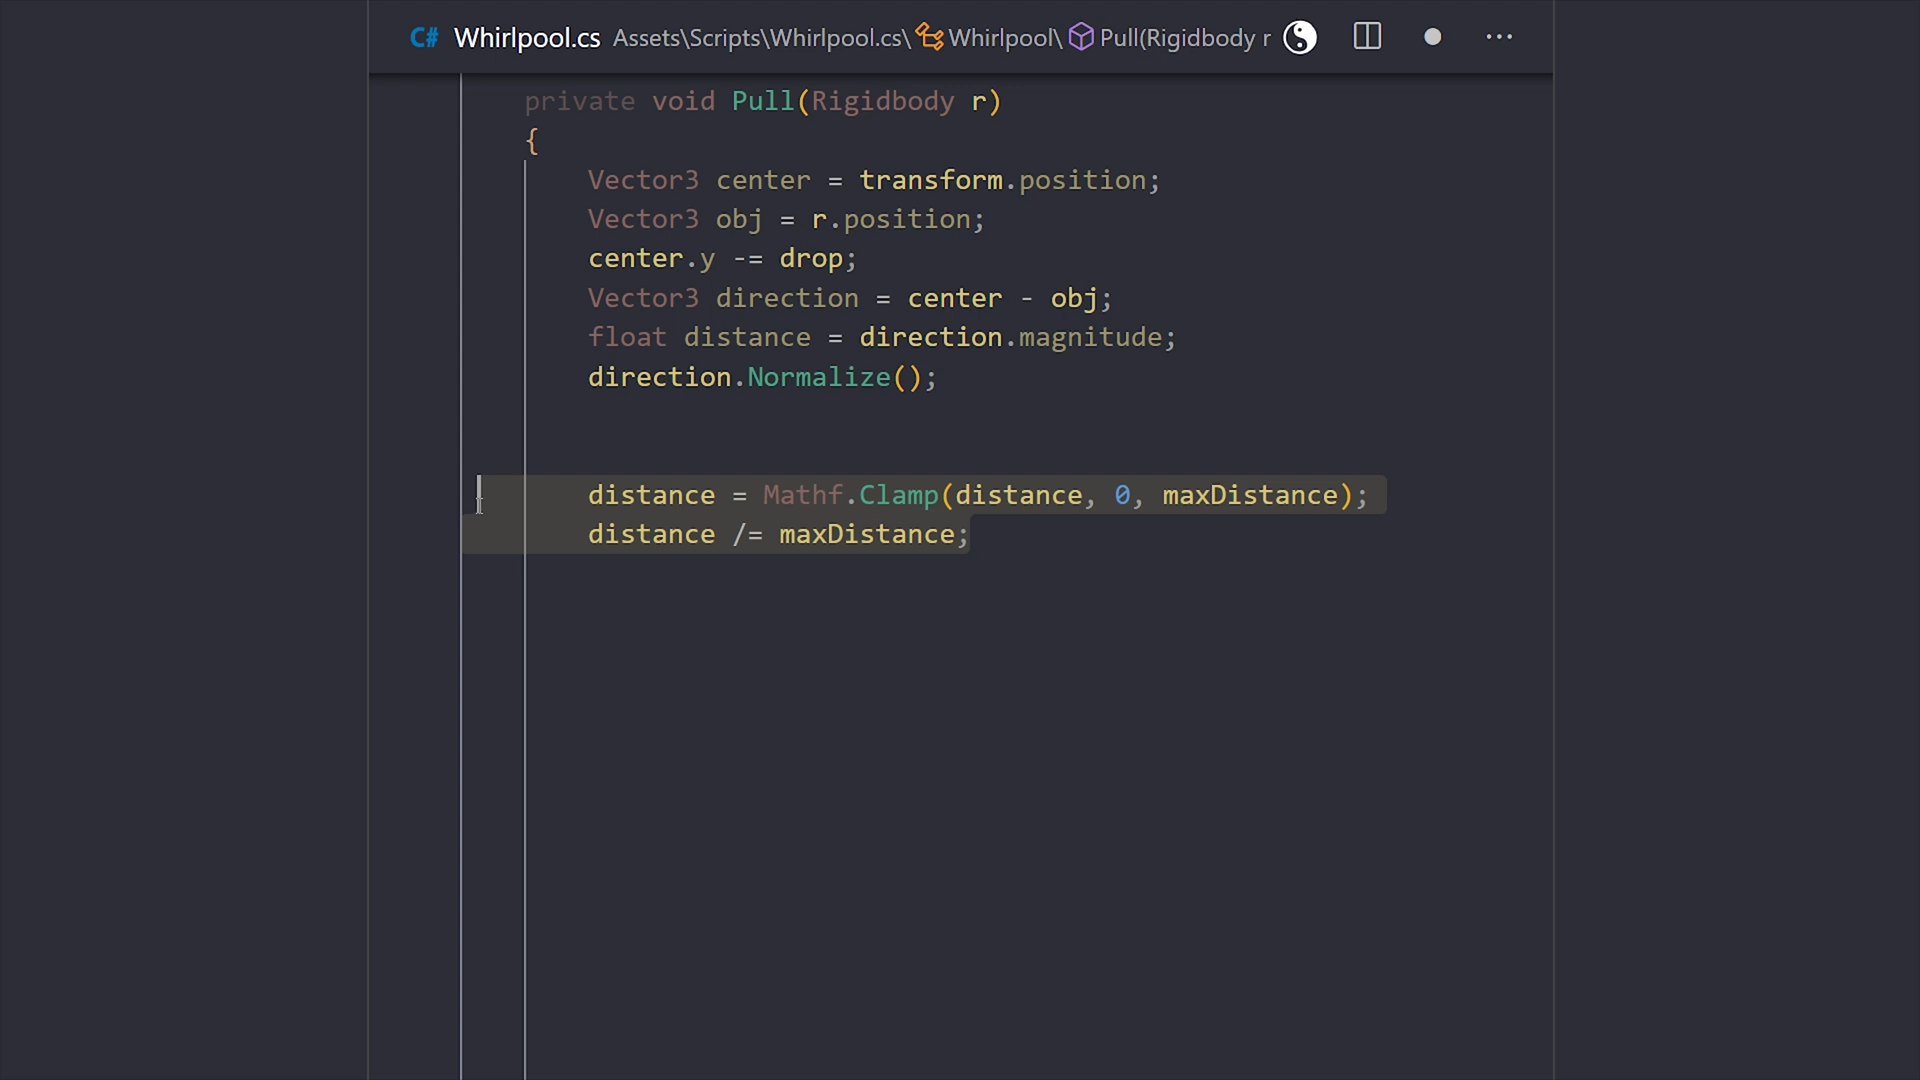 C# Whirlpool.cs Assets\Scripts\Whirlpool.cs\Whirlpool\Pull(Rigidbody r
private void Pull(Rigidbody r)
{
Vector3 center = transform.position;
Vector3 obj = r.position;
center.y -= drop;
Vector3 direction = center - obj;
float distance = direction.magnitude;
direction.Normalize();
distance = Mathf.Clamp(distance, 0, maxDistance);
distance /= maxDistance;